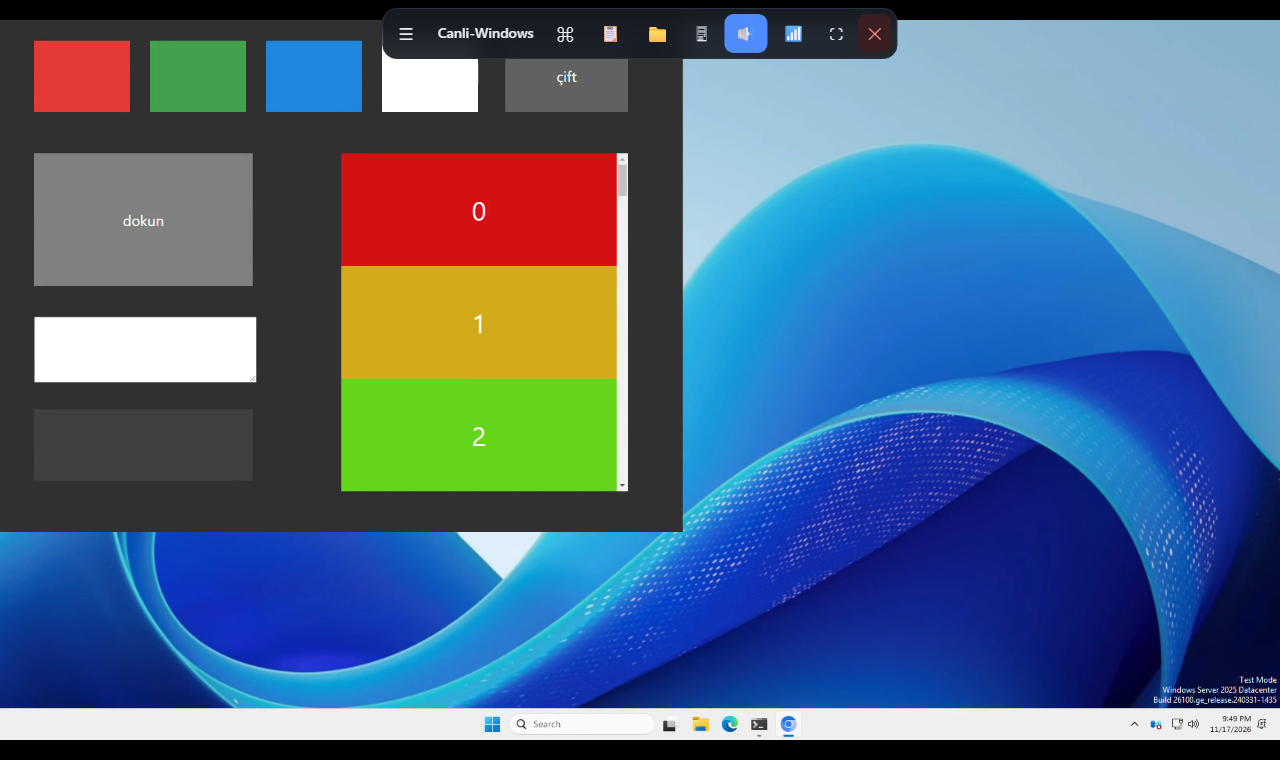 Canli-Windows
çift
dokun
0
1
2
Test Mode
Windows Server 2025 Datacenter
Build 26100.ge_release.240331-1435
Search
9:49 PM
11/17/2026